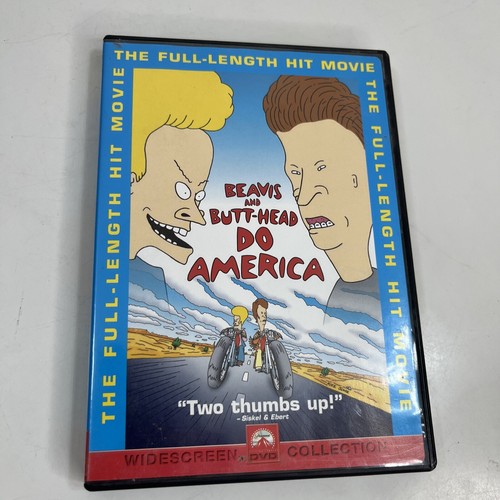 THE FULL-LENGTH HIT MOVIE
THE FULL-LENGTH HIT MOVIE
THE FULL-LENGTH HIT MOVIE
BEAVIS
AND
BUTT-HEAD
DO
AMERICA
"Two thumbs up!"
-Siskel & Ebert
WIDESCREEN DVD COLLECTION